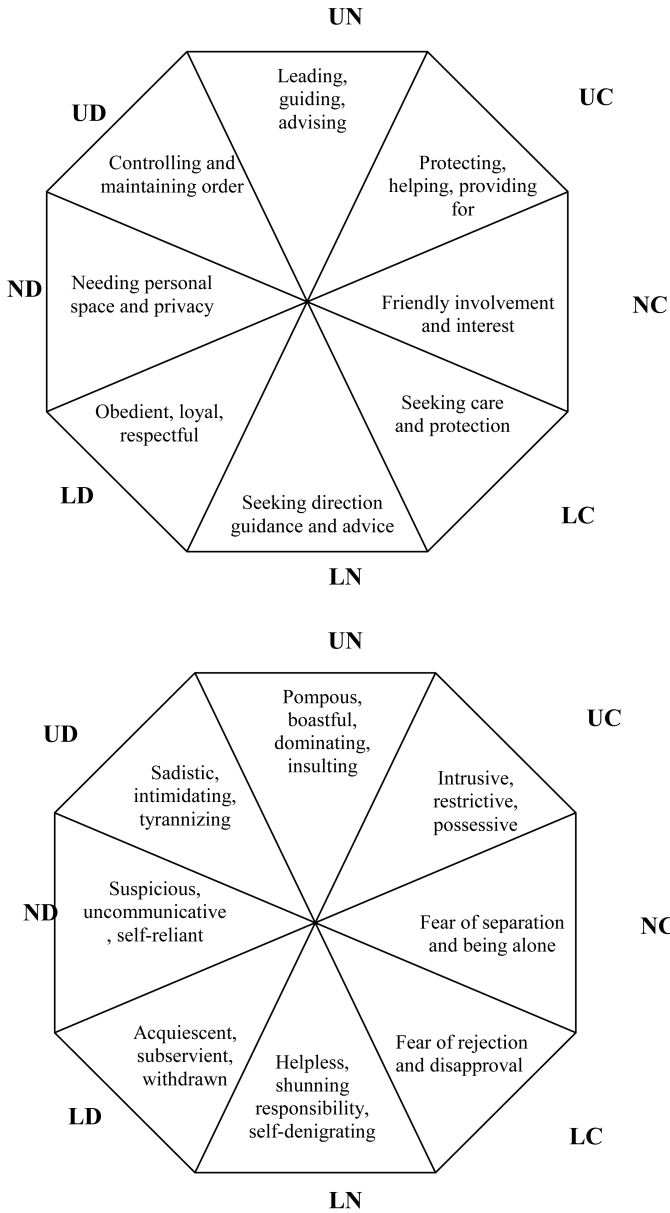 UN
Leading,
guiding,
advising
UC
UD
Controlling and
maintaining order
Protecting,
helping, providing
for
ND
Needing personal
space and privacy
Friendly involvement
and interest
NC
Obedient, loyal,
respectful
Seeking care
and protection
LD
Seeking direction
guidance and advice
LC
LN
UN
Pompous,
boastful,
dominating,
insulting
UC
UD
Sadistic,
intimidating,
tyrannizing
Intrusive,
restrictive,
possessive
ND
Suspicious,
uncommunicative
, self-reliant
Fear of separation
and being alone
NC
Acquiescent,
subservient,
withdrawn
Helpless,
shunning
responsibility,
self-denigrating
Fear of rejection
and disapproval
LD
LC
LN